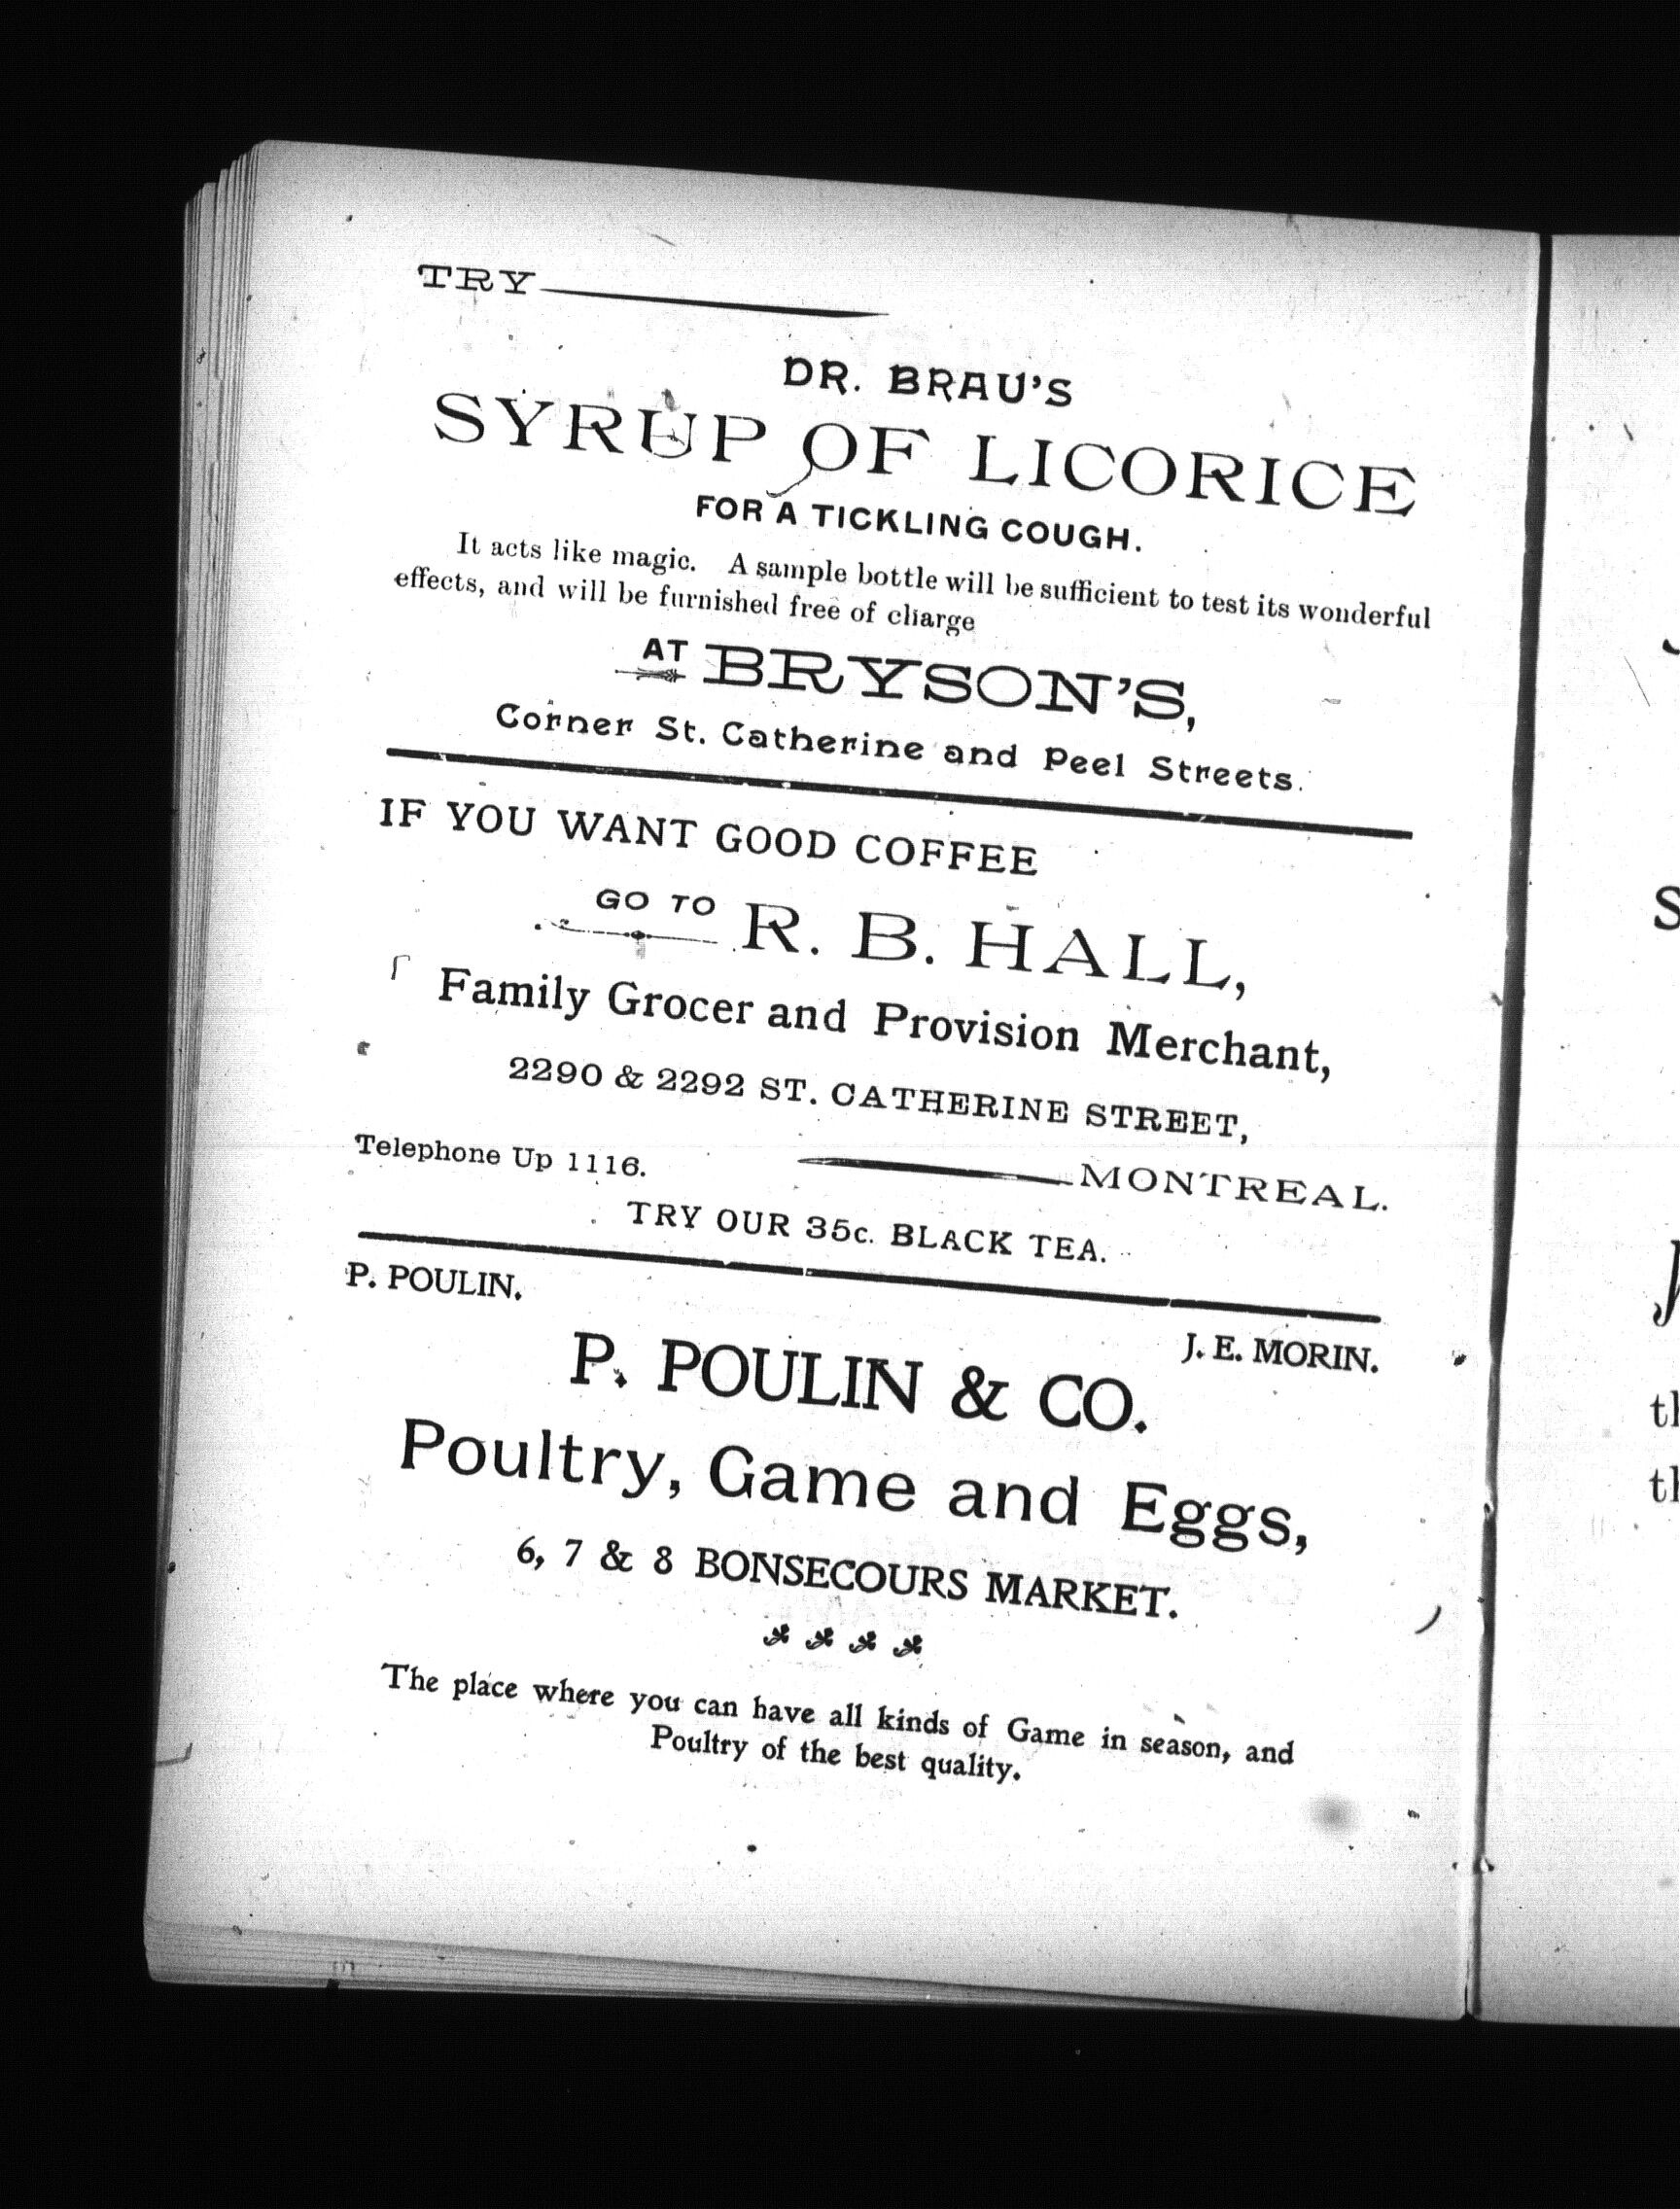 TRY
DR. BRAU'S
SYRUP OF LICORICE
FOR A TICKLING COUGH.
It acts like magic. A sample bottle will be sufficient to test its wonderful
effects, and will be furnished free of charge
AT BRYSON'S,
Corner St. Catherine and Peel Streets.
IF YOU WANT GOOD COFFEE
GO TO R. B. HALL,
Family Grocer and Provision Merchant,
2290 & 2292 ST. CATHERINE STREET,
Telephone Up 1116. MONTREAL.
TRY OUR 35c. BLACK TEA.
P. POULIN. J. E. MORIN.
P. POULIN & CO.
Poultry, Game and Eggs,
6, 7 & 8 BONSECOURS MARKET.
The place where you can have all kinds of Game in season, and
Poultry of the best quality.